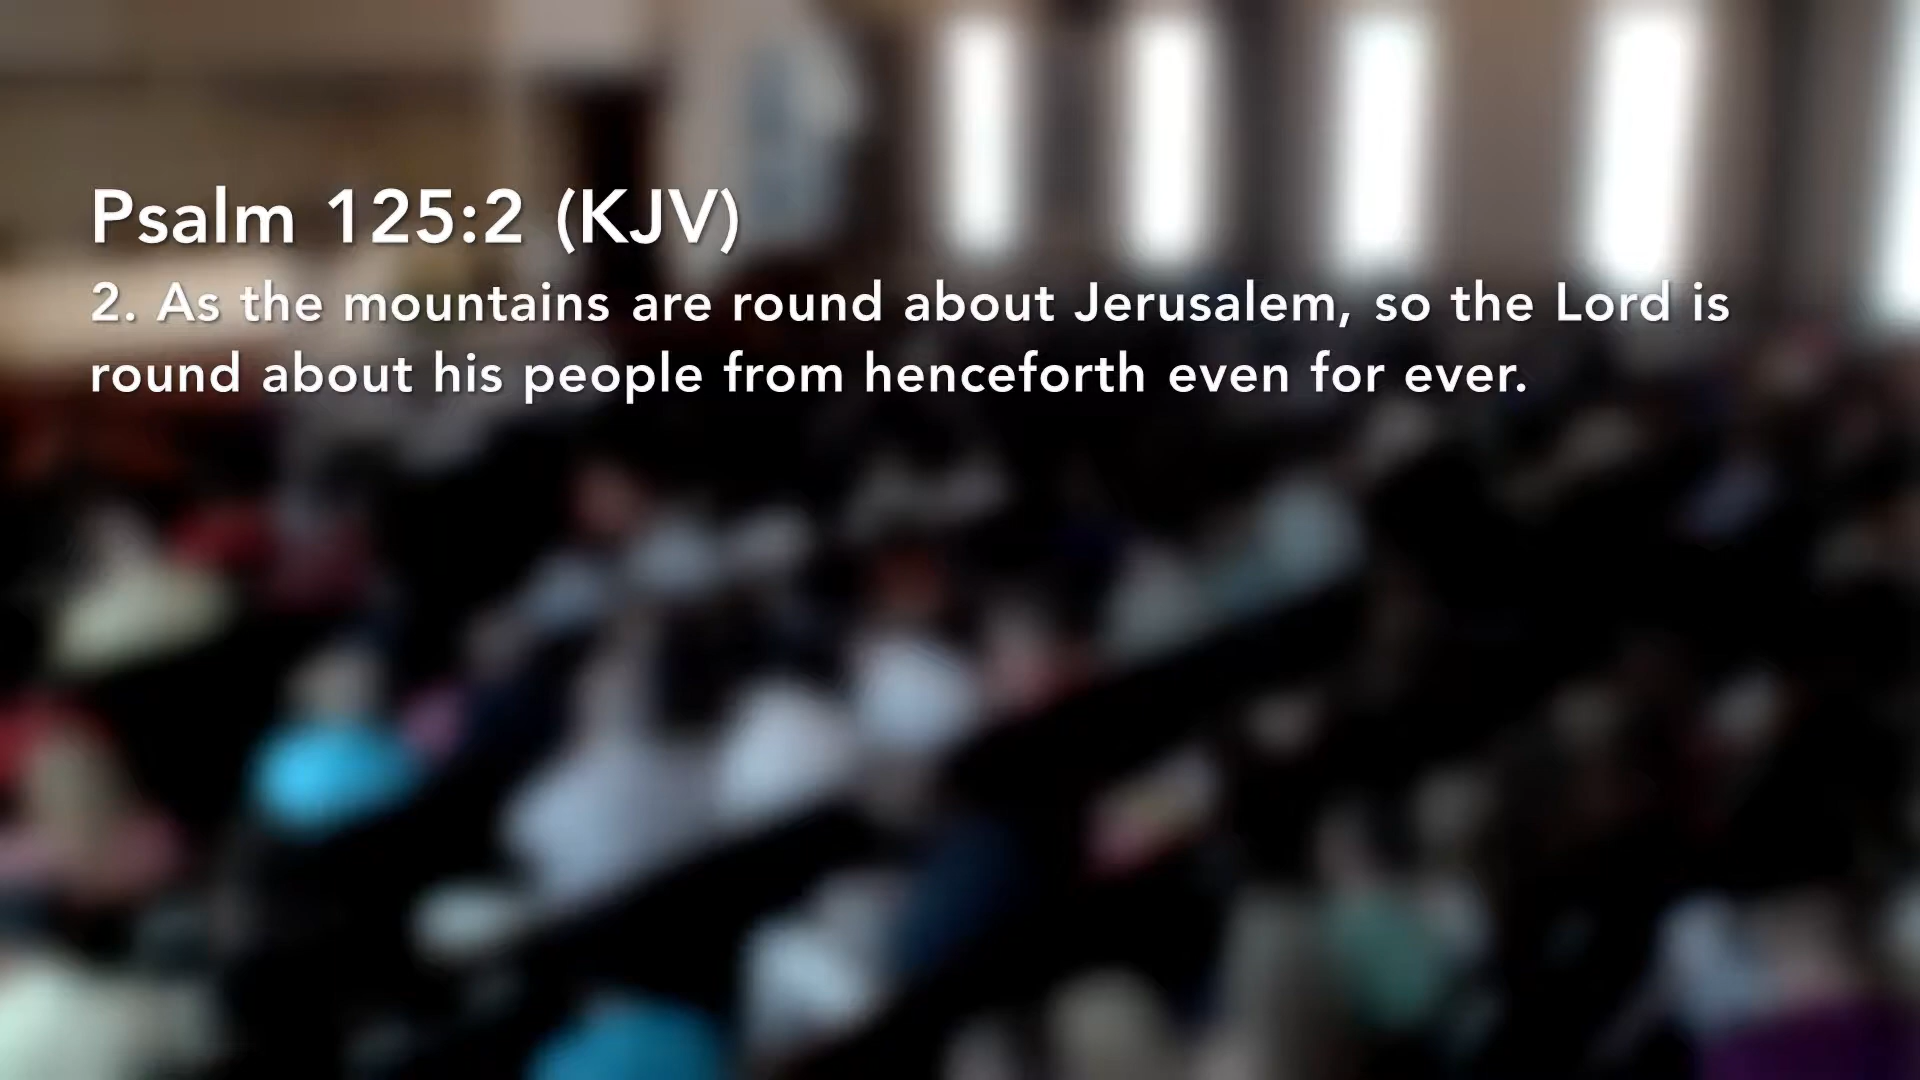 Psalm 125:2 (KJV)
2. As the mountains are round about Jerusalem, so the Lord is
round about his people from henceforth even for ever.